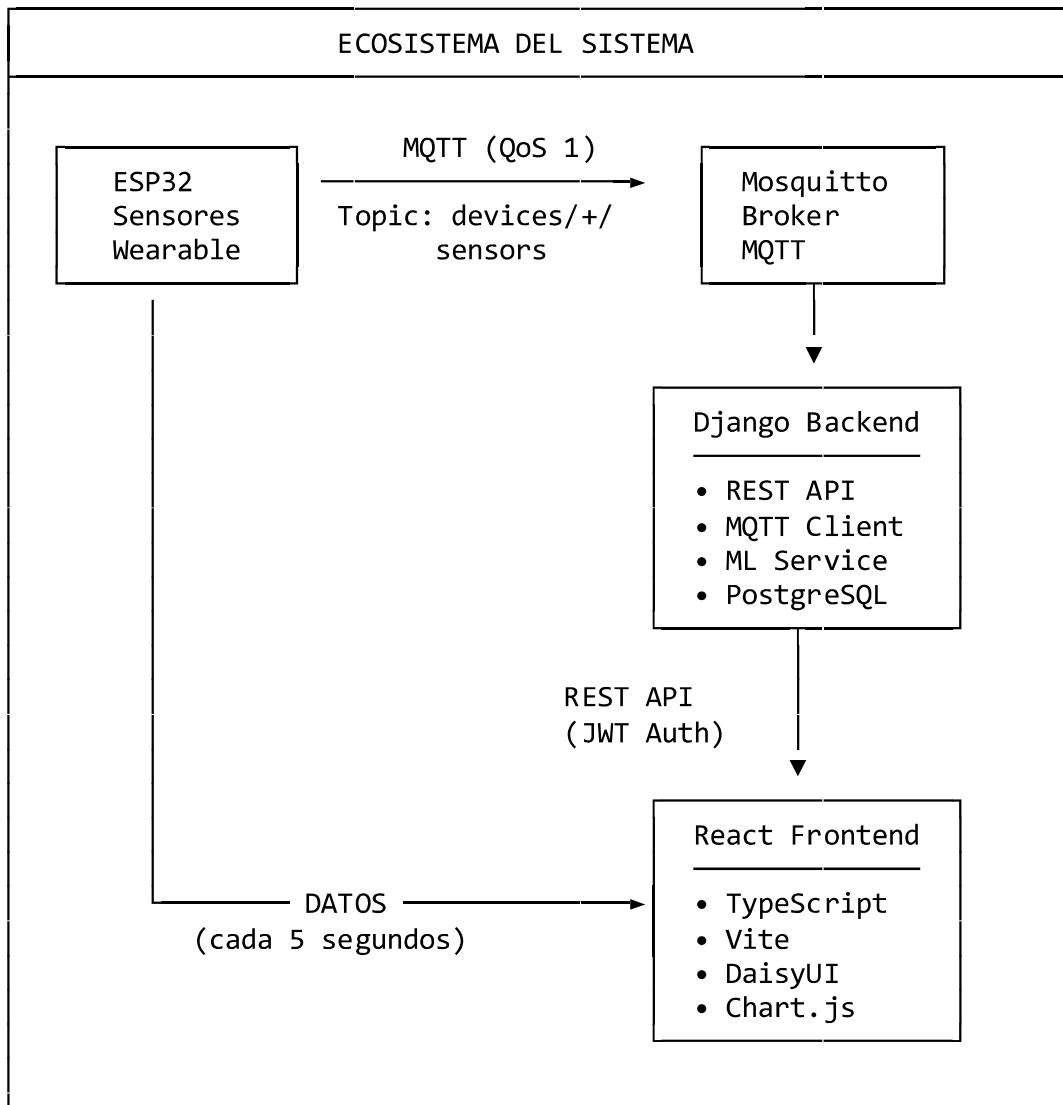 ECOSISTEMA DEL SISTEMA
MQTT (QoS 1)
ESP32
Sensores
Wearable
Topic: devices/+/
sensors
Mosquitto
Broker
MQTT
Django Backend
• REST API
• MQTT Client
• ML Service
• PostgreSQL
REST API
(JWT Auth)
React Frontend
• TypeScript
• Vite
• DaisyUI
• Chart.js
DATOS
(cada 5 segundos)